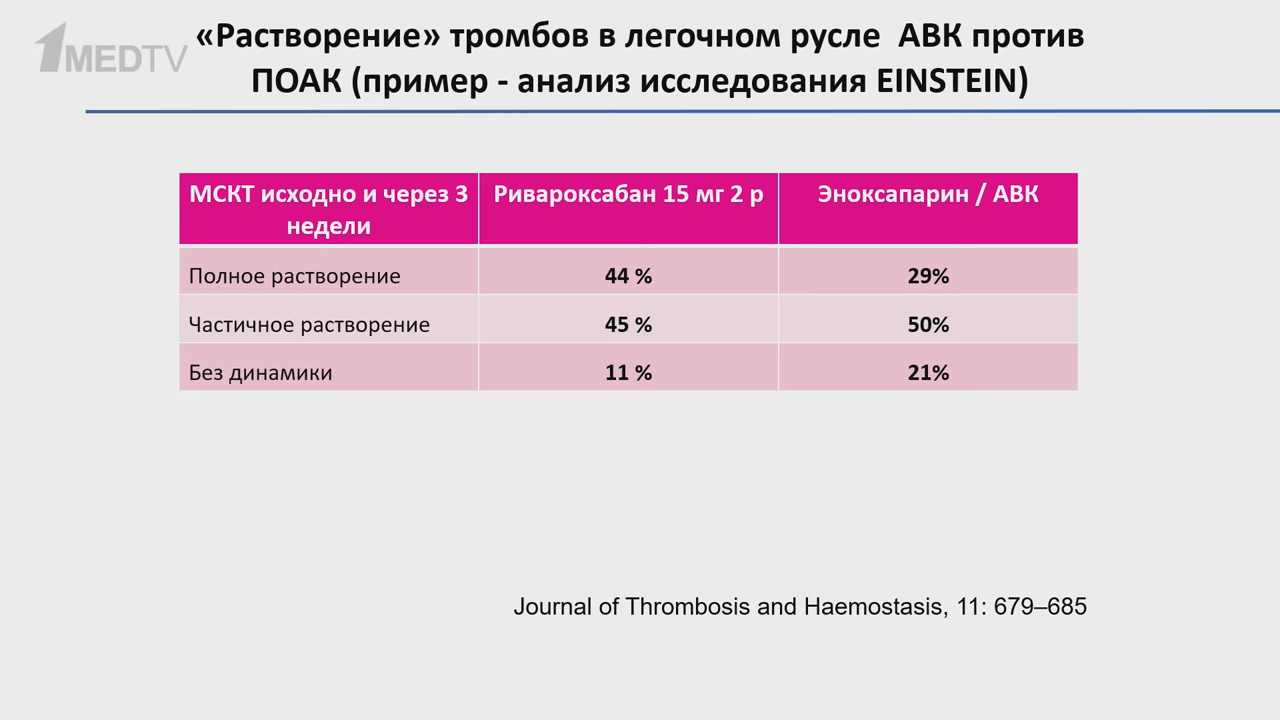 1MEDTV
«Растворение» тромбов в легочном русле АВК против
ПОАК (пример - анализ исследования EINSTEIN)
МСКТ исходно и через 3
недели
Ривароксабан 15 мг 2 р
Эноксапарин / АВК
Полное растворение
44 %
29%
Частичное растворение
45 %
50%
Без динамики
11 %
21%
Journal of Thrombosis and Haemostasis, 11: 679–685